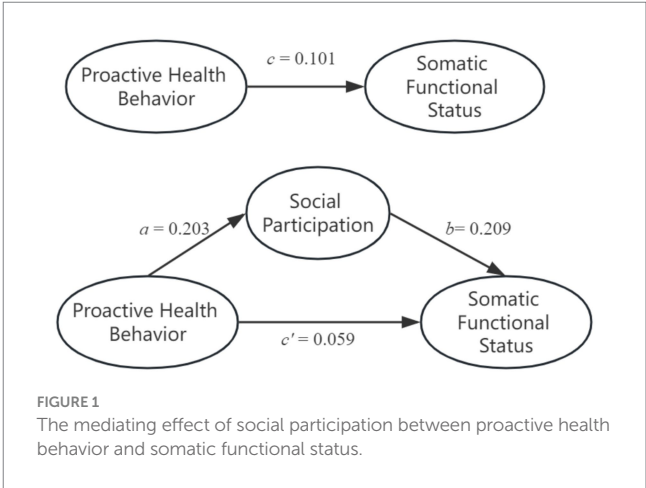 c = 0.101
Proactive Health
Behavior
Somatic
Functional
Status
Social
Participation
a = 0.203
b= 0.209
Proactive Health
Behavior
Somatic
Functional
Status
c' = 0.059
FIGURE 1
The mediating effect of social participation between proactive health
behavior and somatic functional status.